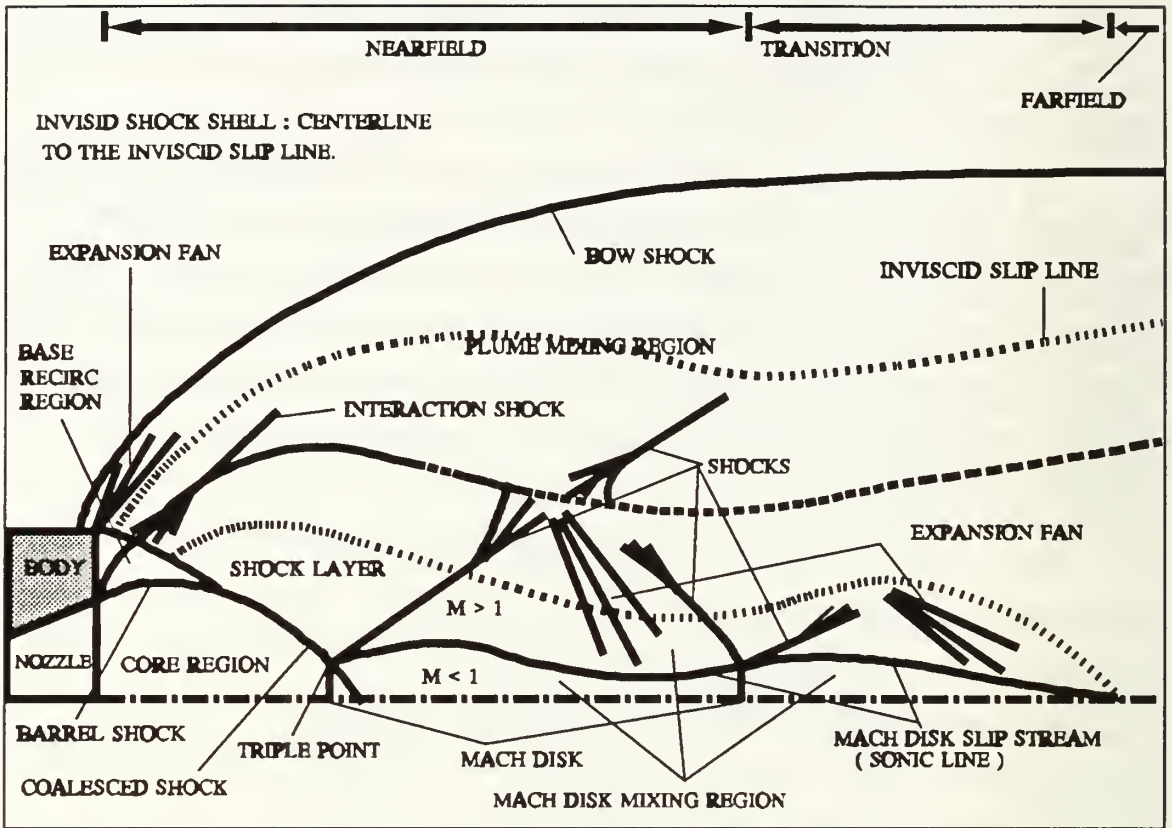 NEARFIELD
TRANSITION
FARFIELD
INVISID SHOCK SHELL : CENTERLINE
TO THE INVISCID SLIP LINE.
EXPANSION FAN
BOW SHOCK
INVISCID SLIP LINE
PLUME MIXING REGION
BASE
RECIRC
REGION
INTERACTION SHOCK
SHOCKS
EXPANSION FAN
BODY
SHOCK LAYER
M > 1
NOZZLE
CORE REGION
M < 1
BARREL SHOCK
TRIPLE POINT
MACH DISK
MACH DISK SLIP STREAM
( SONIC LINE )
COALESCED SHOCK
MACH DISK MIXING REGION